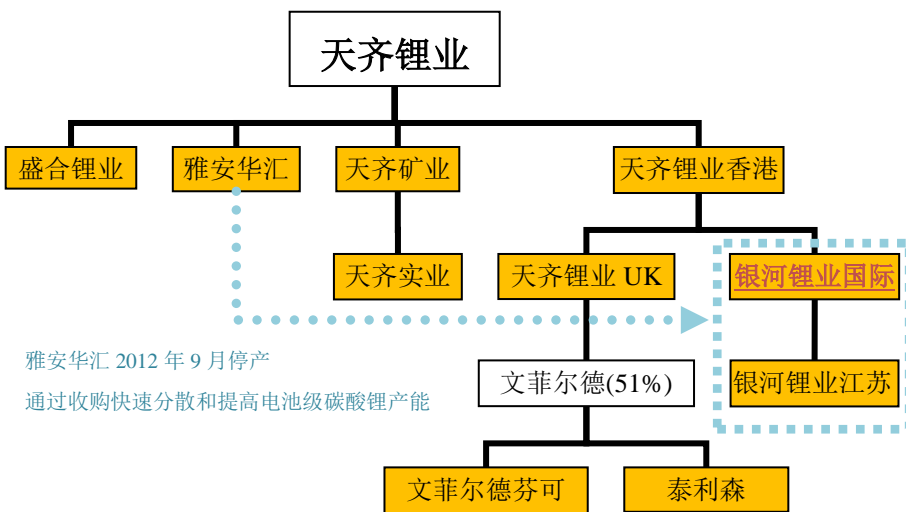 天齐锂业
盛合锂业
雅安华汇
天齐矿业
天齐锂业香港
天齐实业
天齐锂业 UK
银河锂业国际
雅安华汇 2012 年 9 月停产
通过收购快速分散和提高电池级碳酸锂产能
文菲尔德(51%)
银河锂业江苏
文菲尔德芬可
泰利森